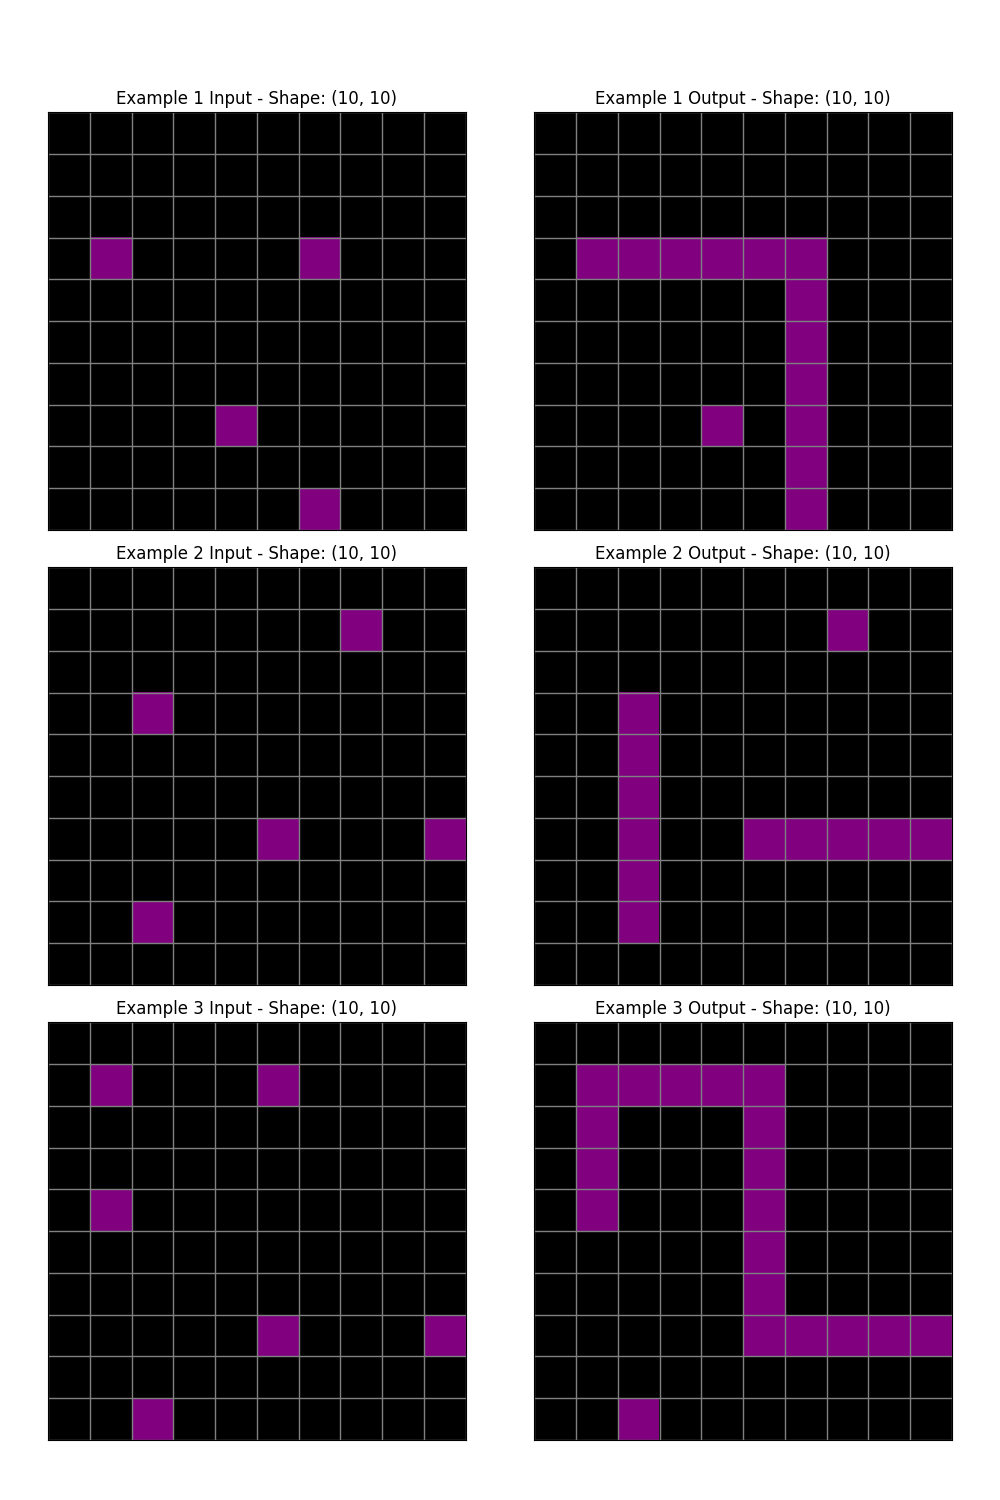 Example 1 Input - Shape: (10, 10)
Example 1 Output - Shape: (10, 10)
Example 2 Input - Shape: (10, 10)
Example 2 Output - Shape: (10, 10)
Example 3 Input - Shape: (10, 10)
Example 3 Output - Shape: (10, 10)